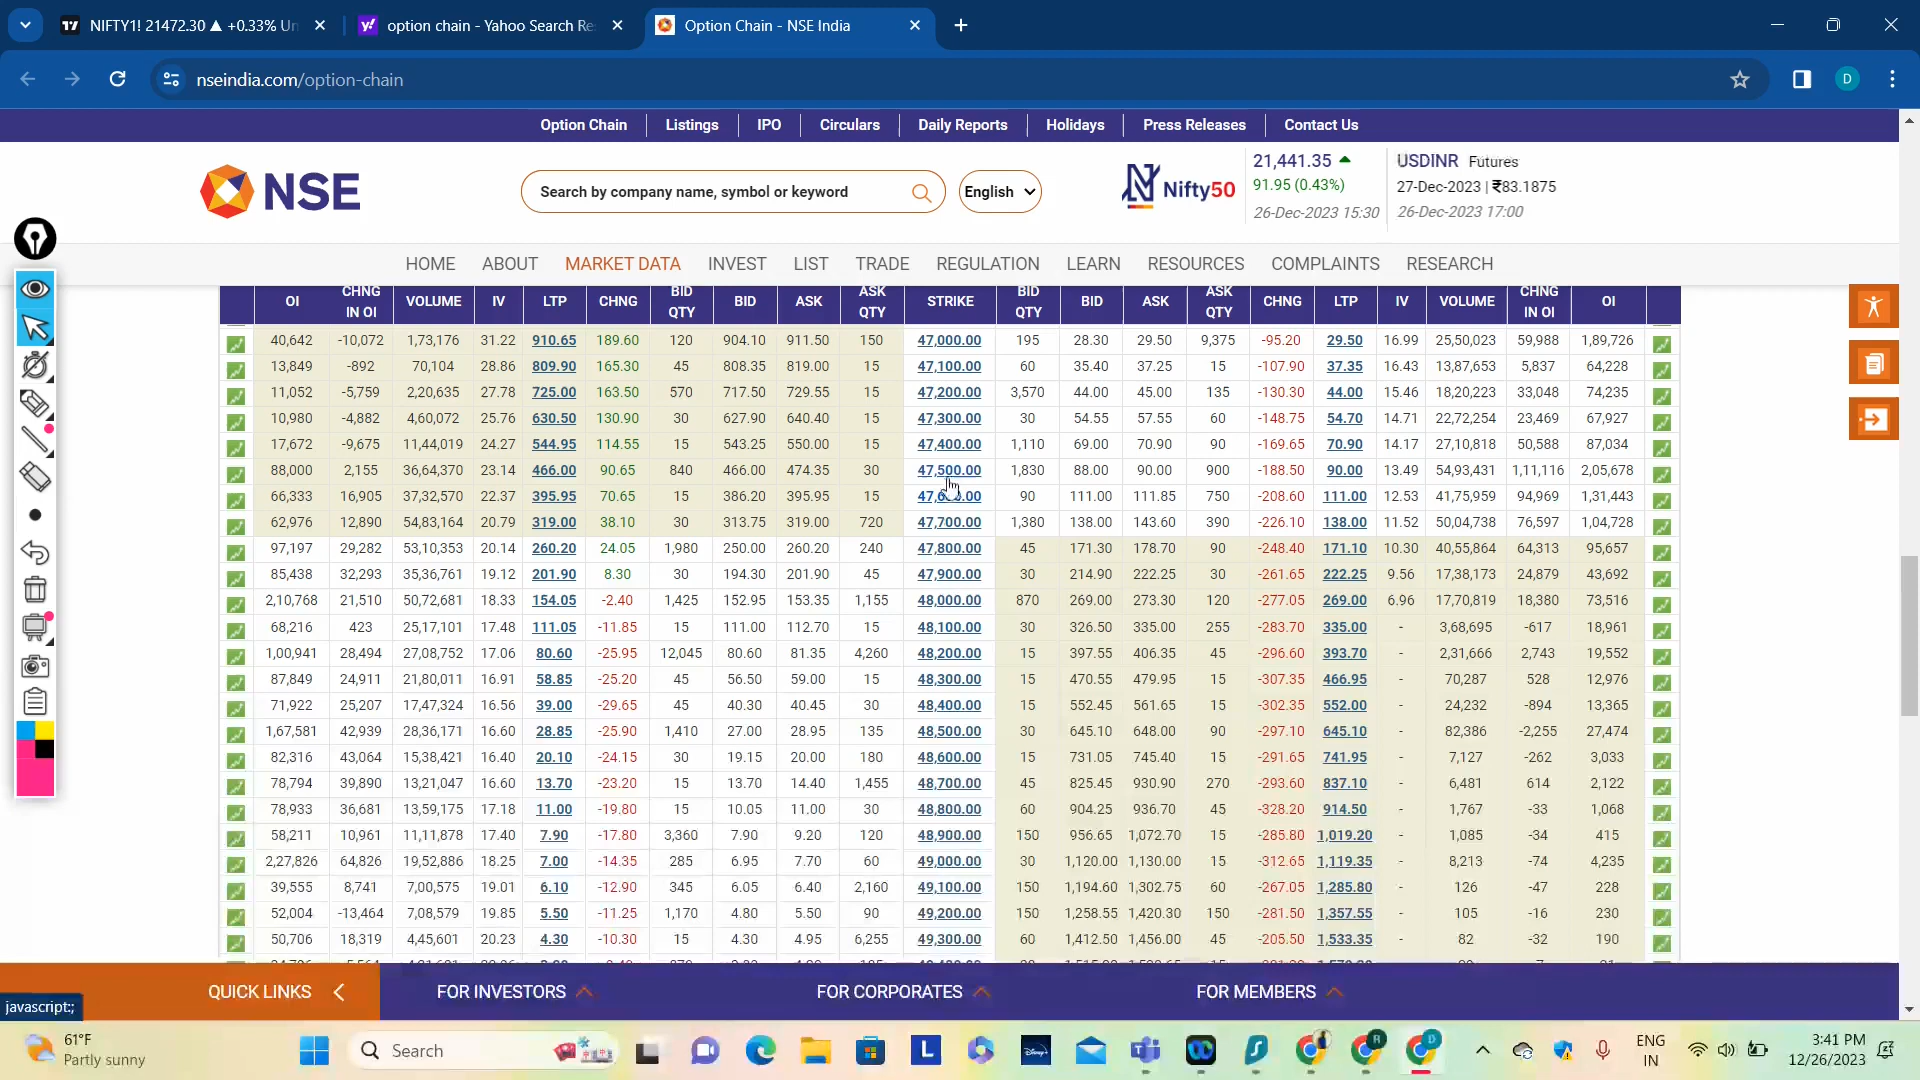 NIFTY1! 21472.30 ▲ +0.33% Un
option chain - Yahoo Search Re
Option Chain - NSE India
nseindia.com/option-chain
D
Option Chain Listings IPO Circulars Daily Reports Holidays Press Releases Contact Us
NSE
Search by company name, symbol or keyword
English
Nifty50
21,441.35
91.95 (0.43%)
26-Dec-2023 15:30
USDINR Futures
27-Dec-2023 | ₹83.1875
26-Dec-2023 17:00
HOME ABOUT MARKET DATA INVEST LIST TRADE REGULATION LEARN RESOURCES COMPLAINTS RESEARCH
OI CHNG IN OI VOLUME IV LTP CHNG BID QTY BID ASK ASK QTY STRIKE BID QTY BID ASK ASK QTY CHNG LTP IV VOLUME CHNG IN OI OI
40,642 -10,072 1,73,176 31.22 910.65 189.60 120 904.10 911.50 150 47,000.00 195 28.30 29.50 9,375 -95.20 29.50 16.99 25,50,023 59,988 1,89,726
13,849 -892 70,104 28.86 809.90 165.30 45 808.35 819.00 15 47,100.00 60 35.40 37.25 15 -107.90 37.35 16.43 13,87,653 5,837 64,228
11,052 -5,759 2,20,635 27.78 725.00 163.50 570 717.50 729.55 15 47,200.00 3,570 44.00 45.00 135 -130.30 44.00 15.46 18,20,223 33,048 74,235
10,980 -4,882 4,60,072 25.76 630.50 130.90 30 627.90 640.40 15 47,300.00 30 54.55 57.55 60 -148.75 54.70 14.71 22,72,254 23,469 67,927
17,672 -9,675 11,44,019 24.27 544.95 114.55 15 543.25 550.00 15 47,400.00 1,110 69.00 70.90 90 -169.65 70.90 14.17 27,10,818 50,588 87,034
88,000 2,155 36,64,370 23.14 466.00 90.65 840 466.00 474.35 30 47,500.00 1,830 88.00 90.00 900 -188.50 90.00 13.49 54,93,431 1,11,116 2,05,678
66,333 16,905 37,32,570 22.37 395.95 70.65 15 386.20 395.95 15 90 111.00 111.85 750 -208.60 111.00 12.53 41,75,959 94,969 1,31,443
62,976 12,890 54,83,164 20.79 319.00 38.10 30 313.75 319.00 720 47,700.00 1,380 138.00 143.60 390 -226.10 138.00 11.52 50,04,738 76,597 1,04,728
97,197 29,282 53,10,353 20.14 260.20 24.05 1,980 250.00 260.20 240 47,800.00 45 171.30 178.70 90 -248.40 171.10 10.30 40,55,864 64,313 95,657
85,438 32,293 35,36,761 19.12 201.90 8.30 30 194.30 201.90 45 47,900.00 30 214.90 222.25 30 -261.65 222.25 9.56 17,38,173 24,879 43,692
2,10,768 21,510 50,72,681 18.33 154.05 -2.40 1,425 152.95 153.35 1,155 48,000.00 870 269.00 273.30 120 -277.05 269.00 6.96 17,70,819 18,380 73,516
68,216 423 25,17,101 17.48 111.05 -11.85 15 111.00 112.70 15 48,100.00 30 326.50 335.00 255 -283.70 335.00 - 3,68,695 -617 18,961
1,00,941 28,494 27,08,752 17.06 80.60 -25.95 12,045 80.60 81.35 4,260 48,200.00 15 397.55 406.35 45 -296.60 393.70 - 2,31,666 2,743 19,552
87,849 24,911 21,80,011 16.91 58.85 -25.20 45 56.50 59.00 15 48,300.00 15 470.55 479.95 15 -307.35 466.95 - 70,287 528 12,976
71,922 25,207 17,47,324 16.56 39.00 -29.65 45 40.30 40.45 30 48,400.00 15 552.45 561.65 15 -302.35 552.00 - 24,232 -894 13,365
1,67,581 42,939 28,36,171 16.60 28.85 -25.90 1,410 27.00 28.95 135 48,500.00 30 645.10 648.00 90 -297.10 645.10 - 82,386 -2,255 27,474
82,316 43,064 15,38,421 16.40 20.10 -24.15 30 19.15 20.00 180 48,600.00 15 731.05 745.40 15 -291.65 741.95 - 7,127 -262 3,033
78,794 39,890 13,21,047 16.60 13.70 -23.20 15 13.70 14.40 1,455 48,700.00 45 825.45 930.90 270 -293.60 837.10 - 6,481 614 2,122
78,933 36,681 13,59,175 17.18 11.00 -19.80 15 10.05 11.00 30 48,800.00 60 904.25 936.70 45 -328.20 914.50 - 1,767 -33 1,068
58,211 10,961 11,11,878 17.40 7.90 -17.80 3,360 7.90 9.20 120 48,900.00 150 956.65 1,072.70 15 -285.80 1,019.20 - 1,085 -34 415
2,27,826 64,826 19,52,886 18.25 7.00 -14.35 285 6.95 7.70 60 49,000.00 30 1,120.00 1,130.00 15 -312.65 1,119.35 - 8,213 -74 4,235
39,555 8,741 7,00,575 19.01 6.10 -12.90 345 6.05 6.40 2,160 49,100.00 150 1,194.60 1,302.75 60 -267.05 1,285.80 - 126 -47 228
52,004 -13,464 7,08,579 19.85 5.50 -11.25 1,170 4.80 5.50 90 49,200.00 150 1,258.55 1,420.30 150 -281.50 1,357.55 - 105 -16 230
50,706 18,319 4,45,601 20.23 4.30 -10.30 15 4.30 4.95 6,255 49,300.00 60 1,412.50 1,456.00 45 -205.50 1,533.35 - 82 -32 190
QUICK LINKS FOR INVESTORS FOR CORPORATES FOR MEMBERS
javascript:;
61°F
Partly sunny
Search
ENG
IN
3:41 PM
12/26/2023